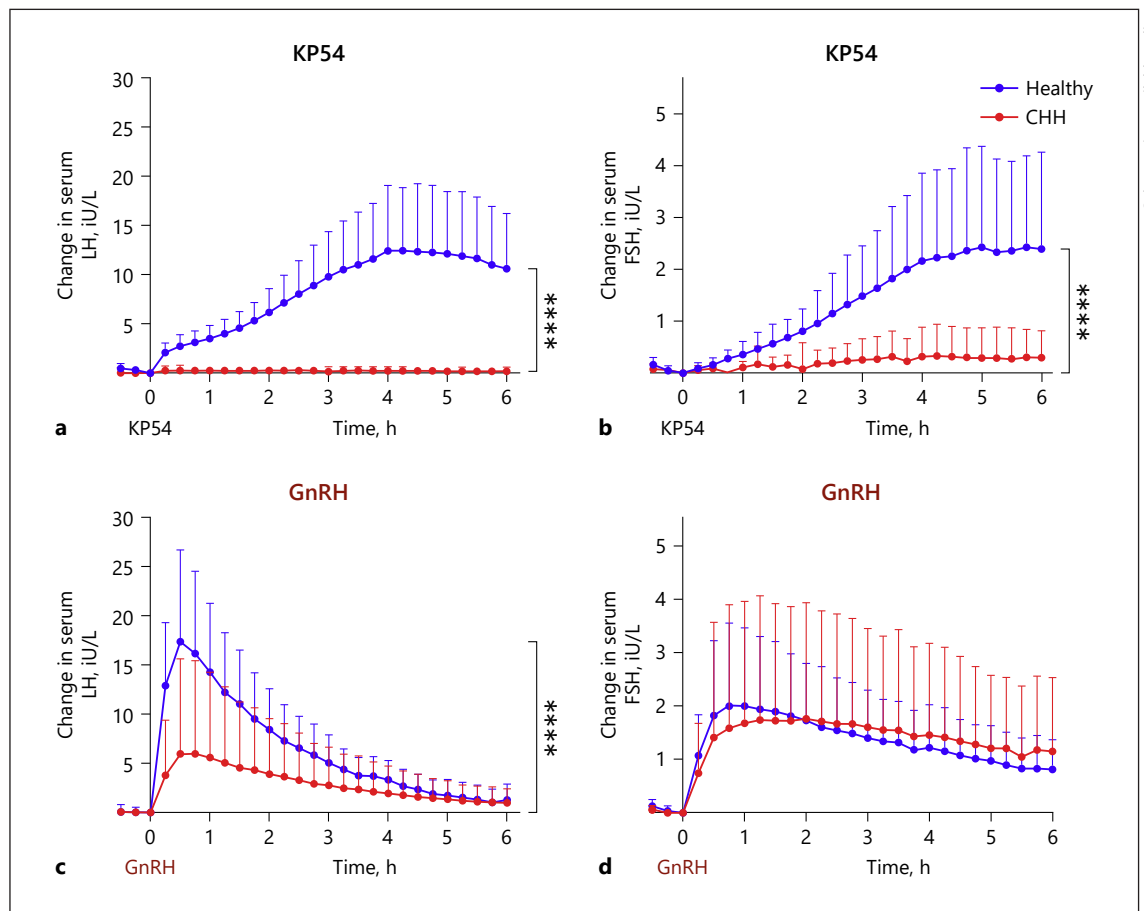 KP54
30
25
20
15
10
5
Change in serum
LH, iU/L
****
0 1 2 3 4 5 6
a KP54 Time, h
KP54
Healthy
CHH
5
4
3
2
1
Change in serum
FSH, iU/L
****
0 1 2 3 4 5 6
b KP54 Time, h
GnRH
30
25
20
15
10
5
Change in serum
LH, iU/L
****
0 1 2 3 4 5 6
c GnRH Time, h
GnRH
5
4
3
2
1
Change in serum
FSH, iU/L
0 1 2 3 4 5 6
d GnRH Time, h